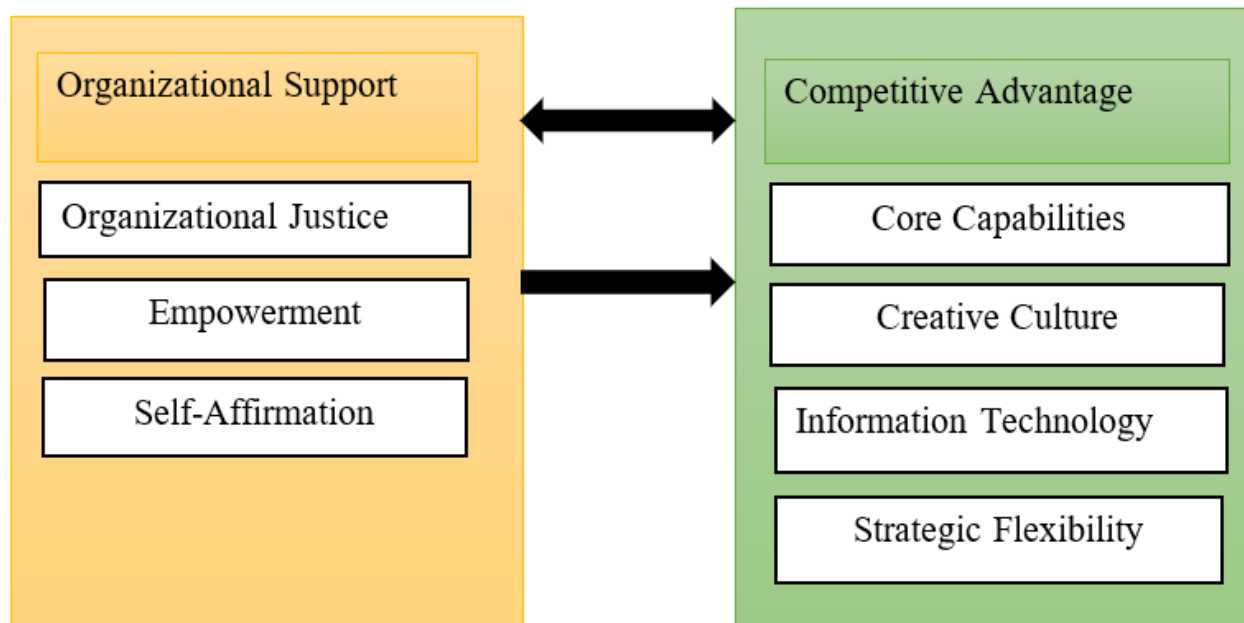 Organizational Support
Organizational Justice
Empowerment
Self-Affirmation
Competitive Advantage
Core Capabilities
Creative Culture
Information Technology
Strategic Flexibility